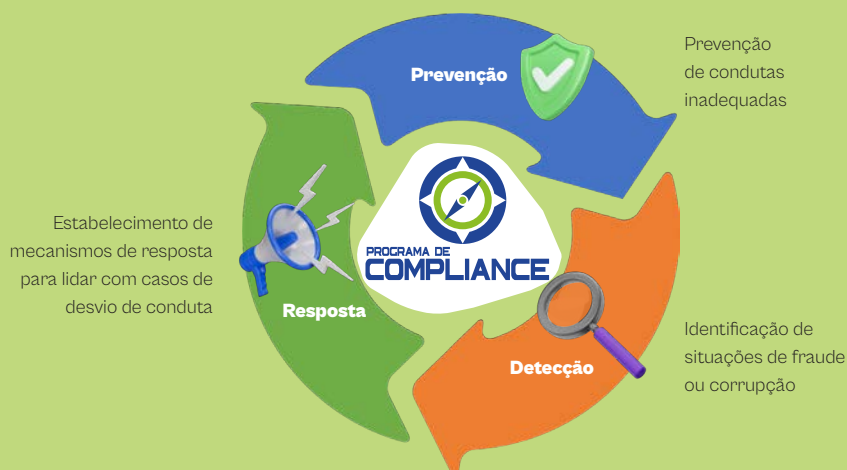 Prevenção
Prevenção
de condutas
inadequadas
Estabelecimento de
mecanismos de resposta
para lidar com casos de
desvio de conduta
PROGRAMA DE
COMPLIANCE
Resposta
Detecção
Identificação de
situações de fraude
ou corrupção